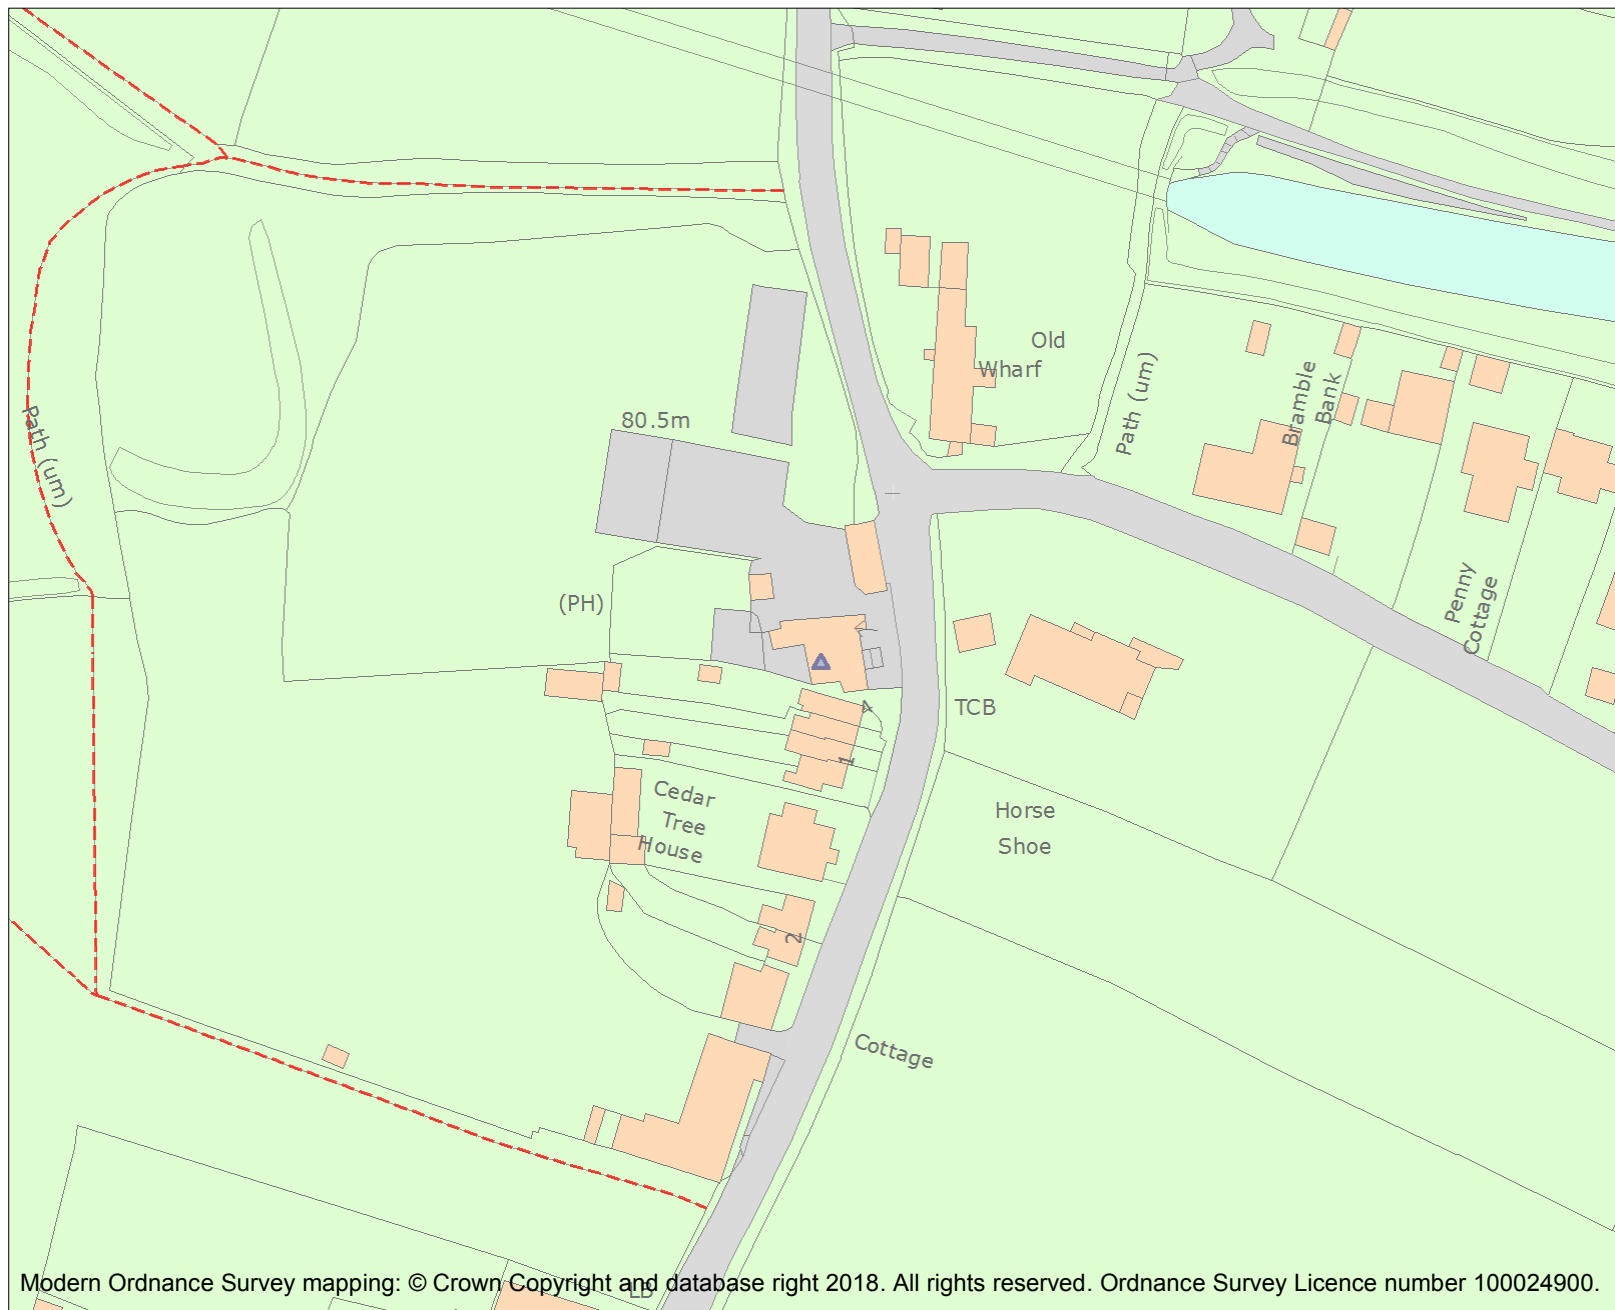 Old
Wharf
Path (um)
Bramble
Bank
80.5m
Path (um)
(PH)
Penny
Cottage
TCB
4
1
Cedar
Tree
House
Horse
Shoe
2
Cottage
LB
Modern Ordnance Survey mapping: © Crown Copyright and database right 2018. All rights reserved. Ordnance Survey Licence number 100024900.